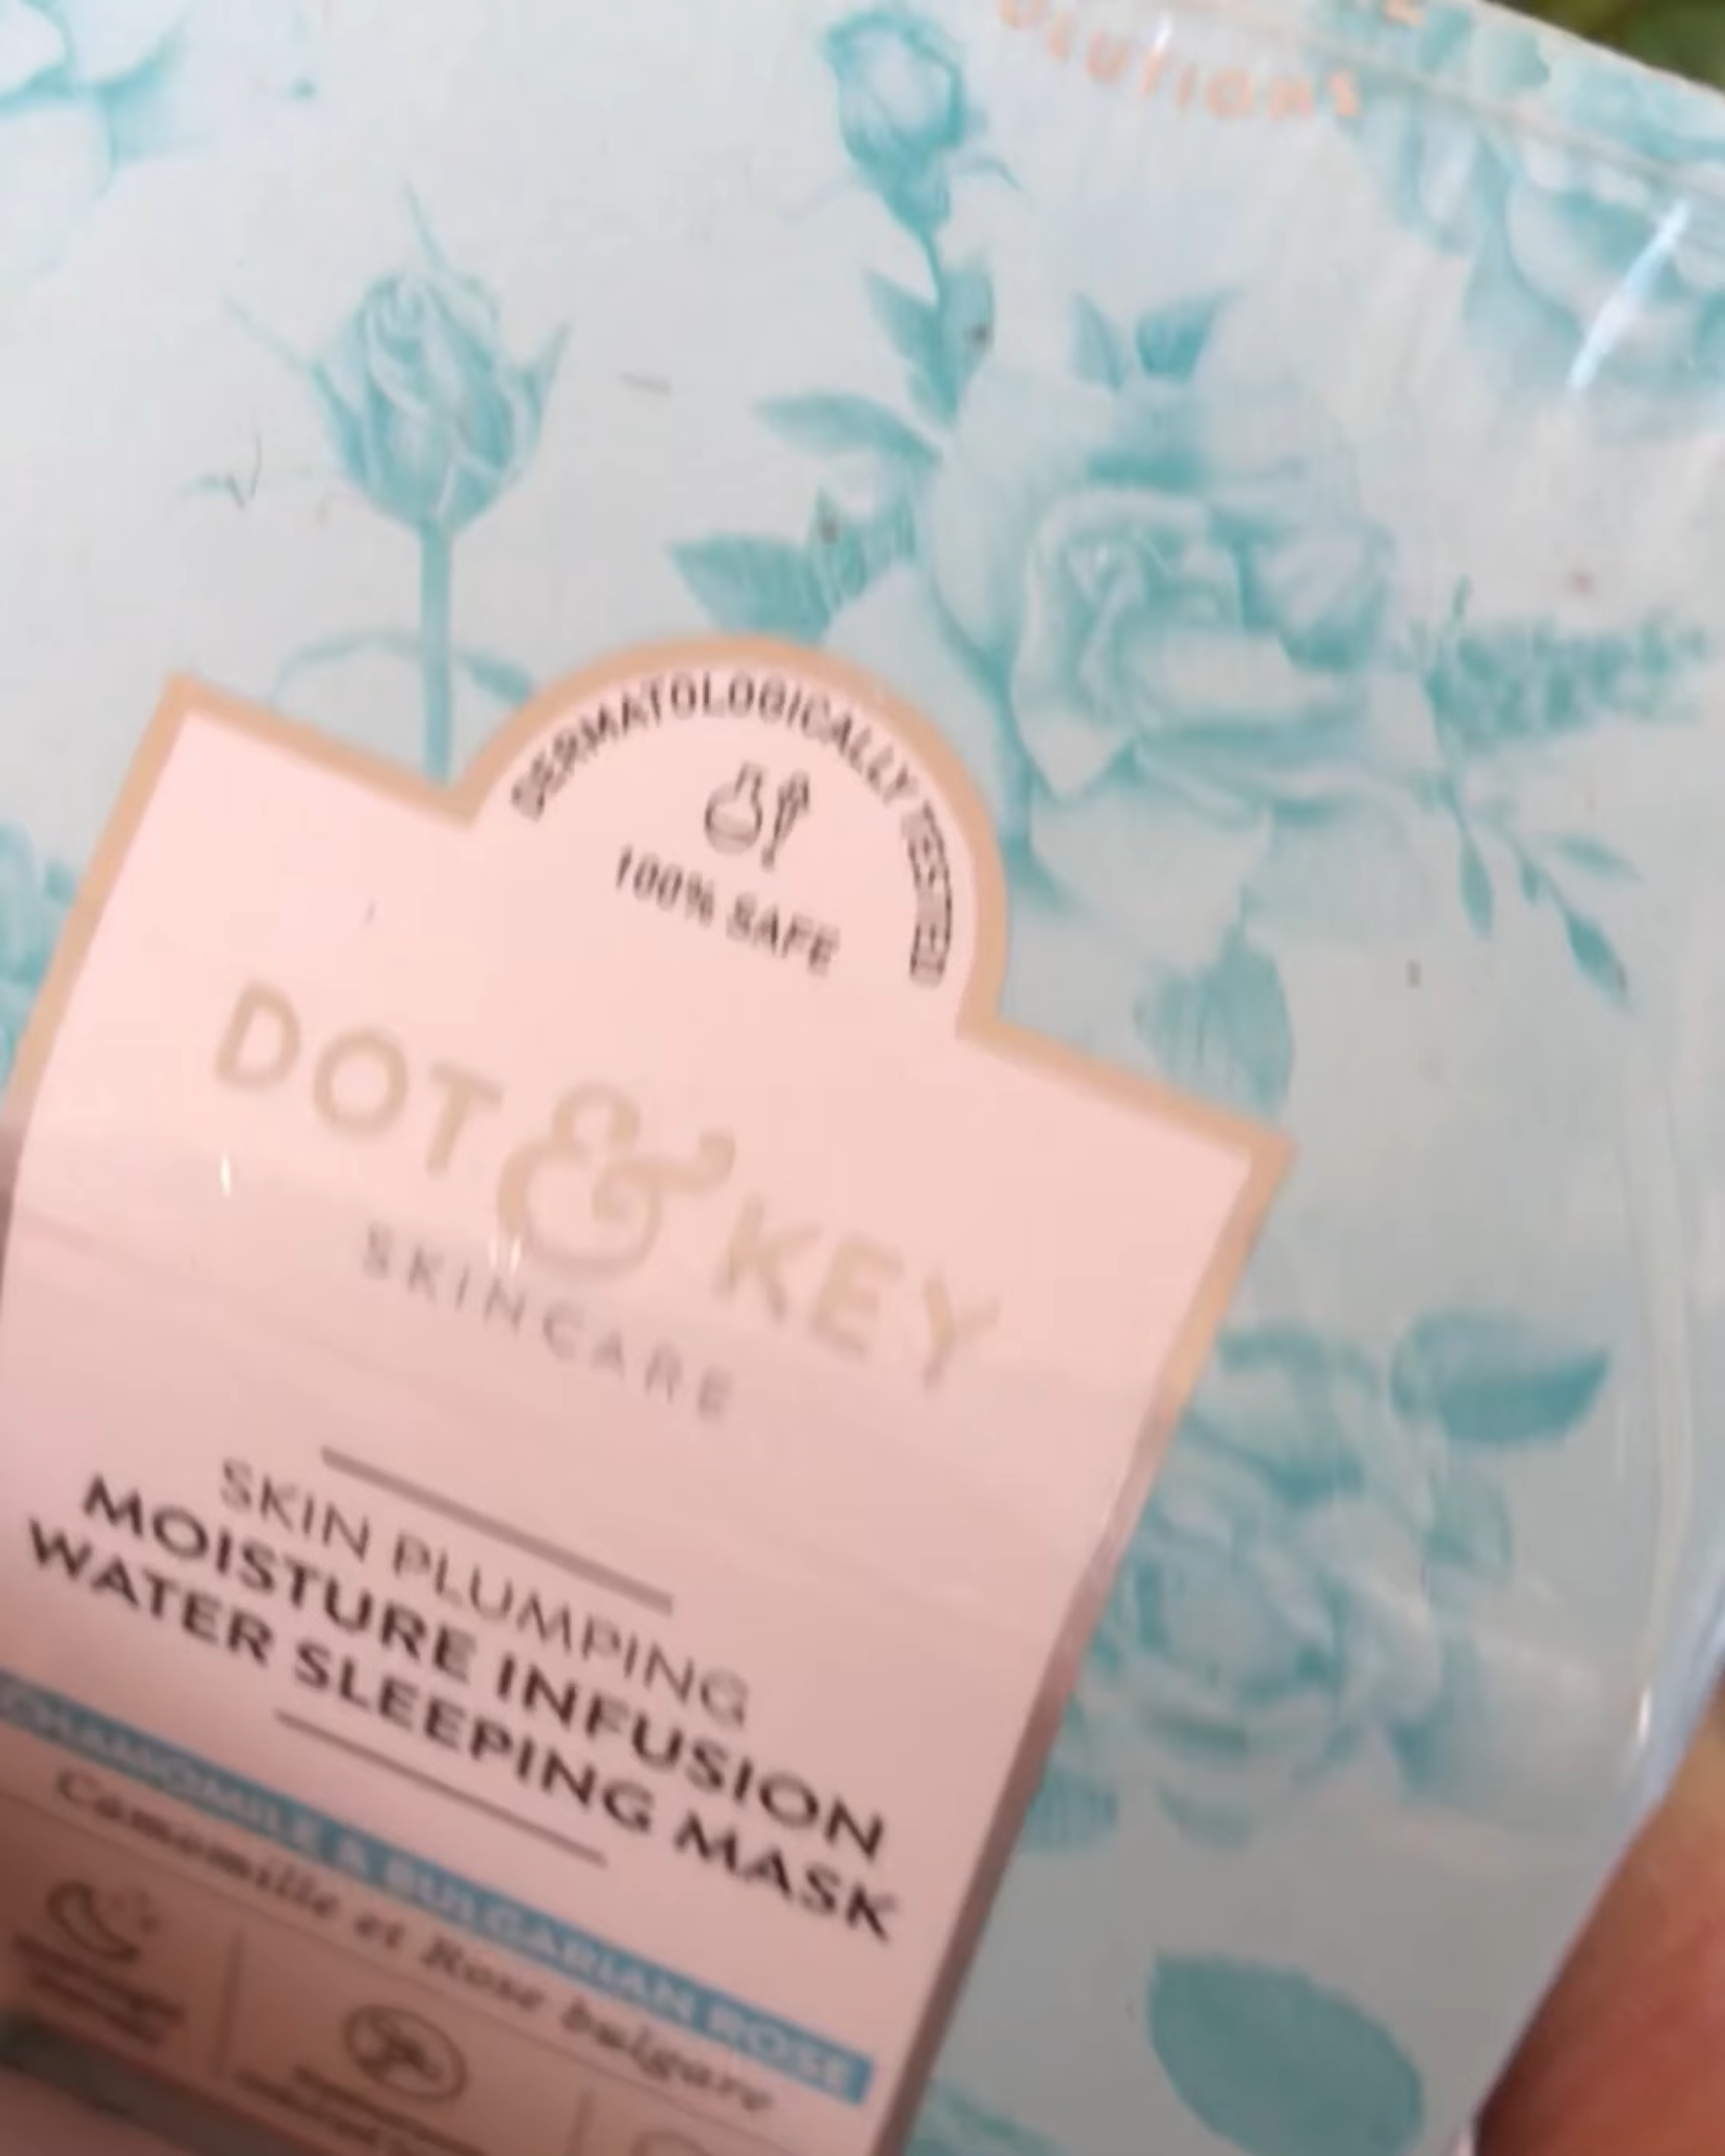 DERMATOLOGICALLY TESTED
100% SAFE
DOT & KEY
SKINCARE
SKIN PLUMPING
MOISTURE INFUSION
WATER SLEEPING MASK
CHAMOMILE & BULGARIAN ROSE
Camomille et Rose bulgare